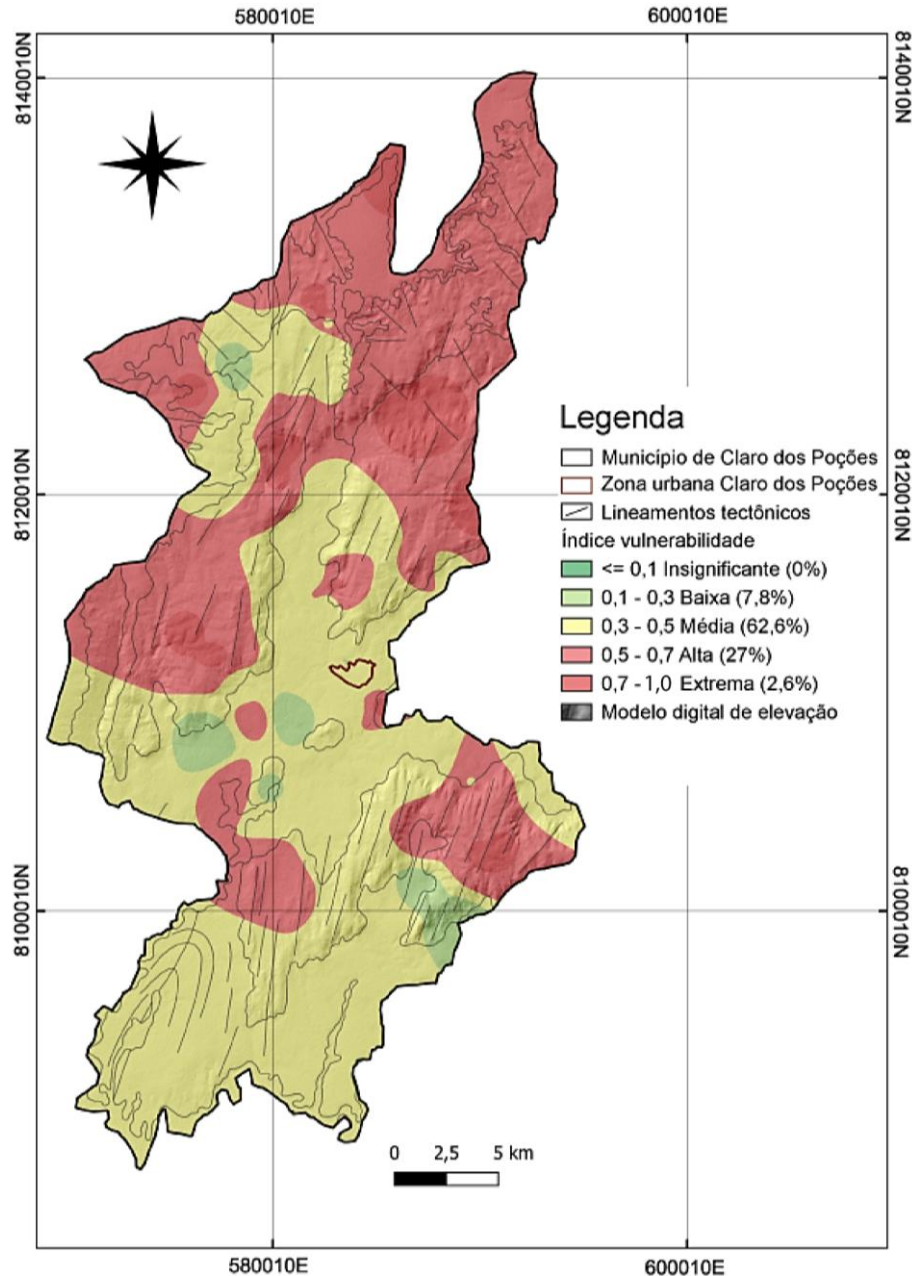 580010E 600010E
8140010N 8140010N
8120010N 8120010N
Legenda
Município de Claro dos Poções
Zona urbana Claro dos Poções
Lineamentos tectônicos
Índice vulnerabilidade
<= 0,1 Insignificante (0%)
0,1 - 0,3 Baixa (7,8%)
0,3 - 0,5 Média (62,6%)
0,5 - 0,7 Alta (27%)
0,7 -1,0 Extrema (2,6%)
Modelo digital de elevação
8100010N 8100010N
0 2,5 5 km
580010E 600010E